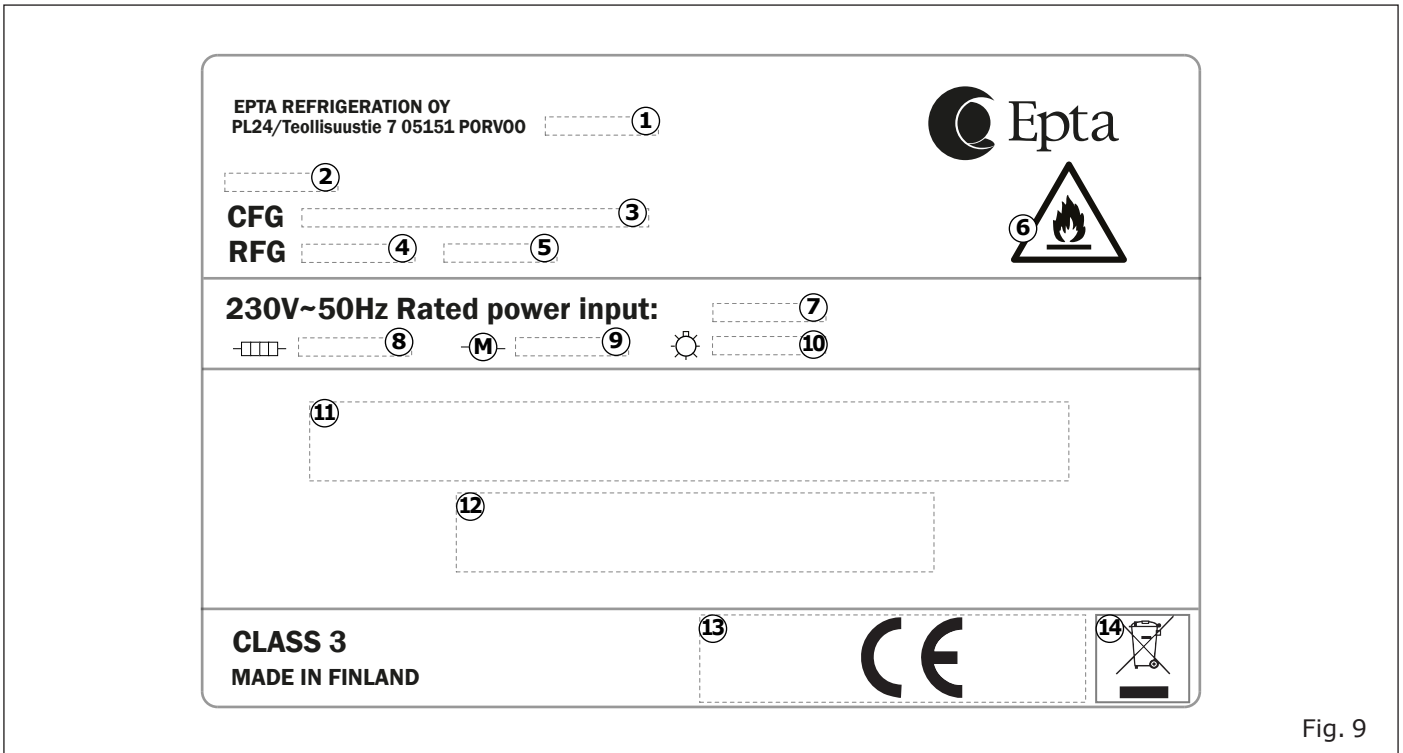 EPTA REFRIGERATION OY
PL24/Teollisuustie 7 05151 PORVOO 1
Epta
2
CFG 3
RFG 4 5
6
230V~50Hz Rated power input: 7
8 M 9 10
11
12
CLASS 3
MADE IN FINLAND
13 CE 14
Fig. 9